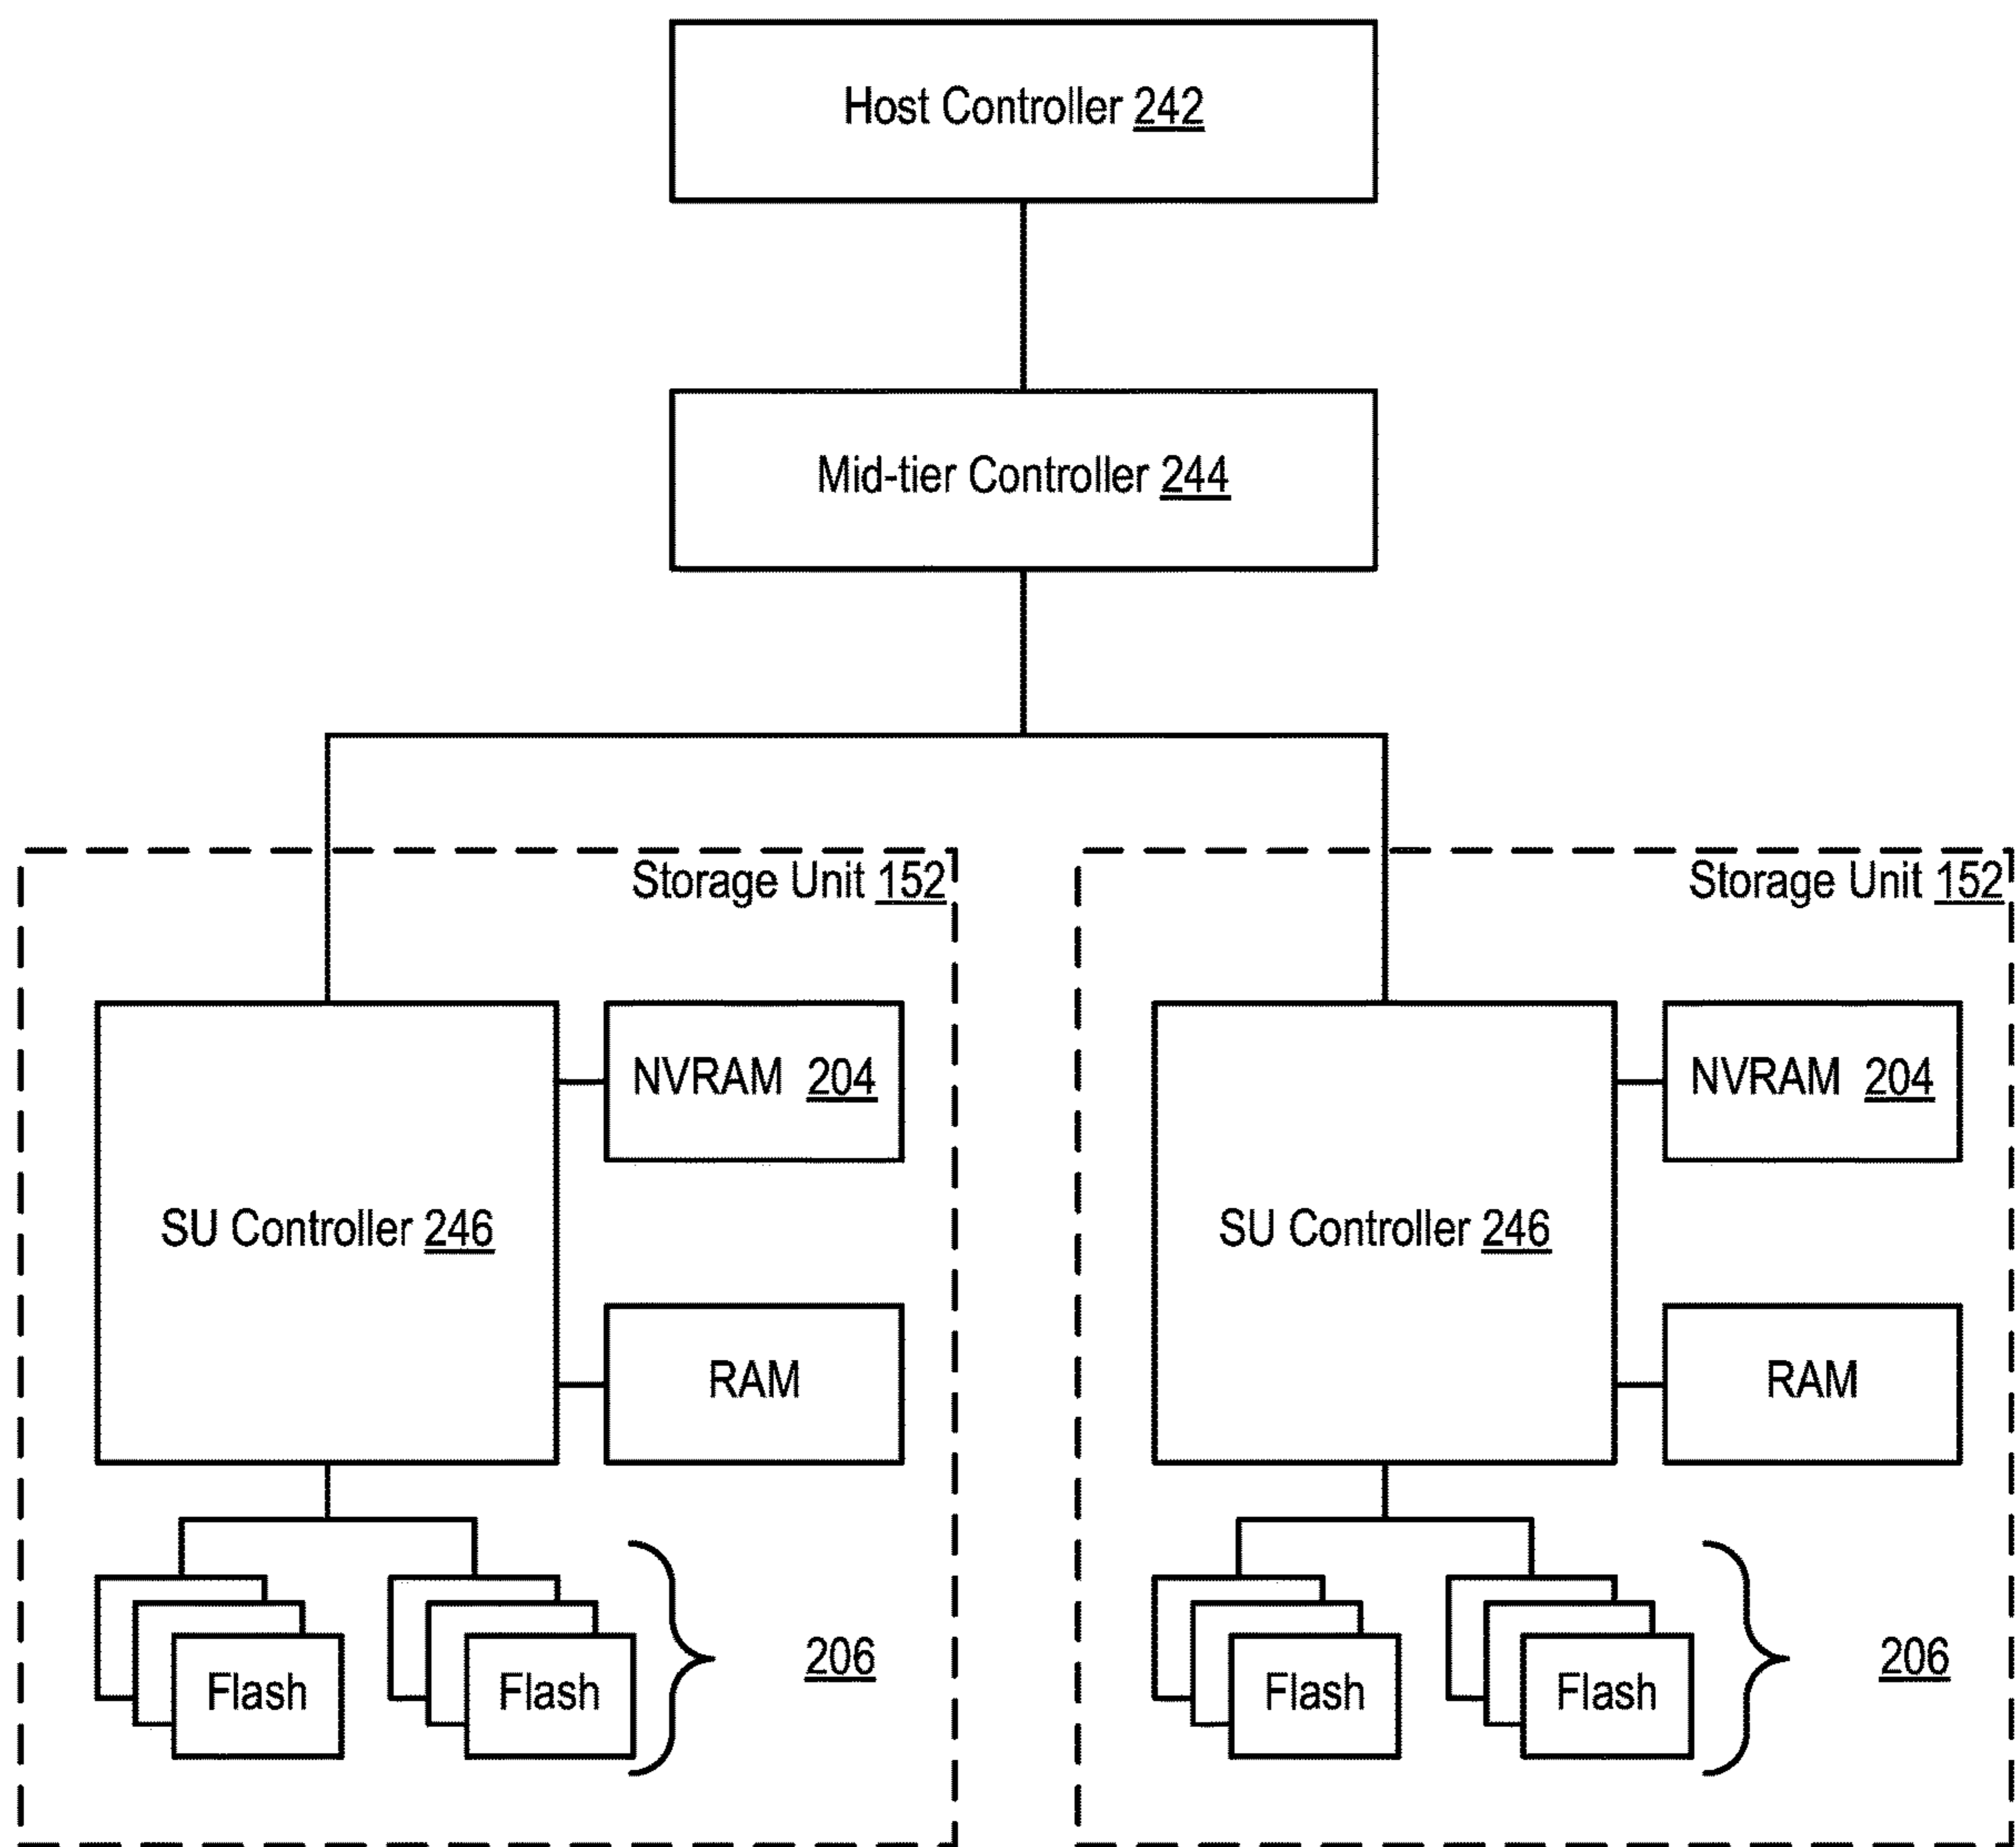 Host Controller 242
Mid-tier Controller 244
Storage Unit 152
Storage Unit 152
NVRAM 204
NVRAM 204
SU Controller 246
SU Controller 246
RAM
RAM
206
206
Flash
Flash
Flash
Flash